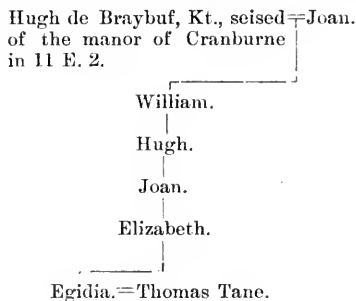 Hugh de Braybuf, Kt., seised=Joan.
of the manor of Cranburne
in 11 E. 2.
William.
Hugh.
Joan.
Elizabeth.
Egidia.=Thomas Tane.